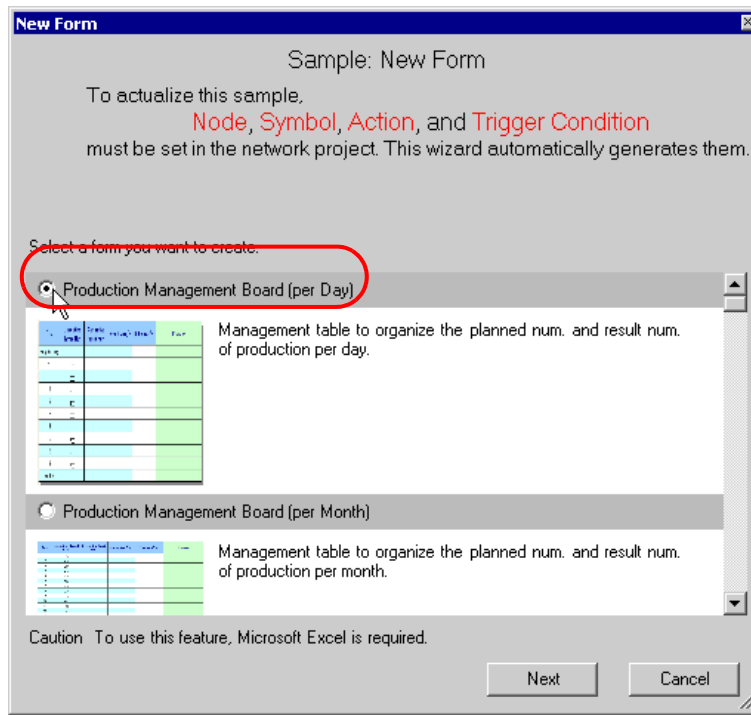 New Form
Sample: New Form
To actualize this sample,
Node, Symbol, Action, and Trigger Condition
must be set in the network project. This wizard automatically generates them.
Select a form you want to create.
Production Management Board (per Day)
Management table to organize the planned num. and result num.
of production per day.
Production Management Board (per Month)
Management table to organize the planned num. and result num.
of production per month.
Caution To use this feature, Microsoft Excel is required.
Next
Cancel